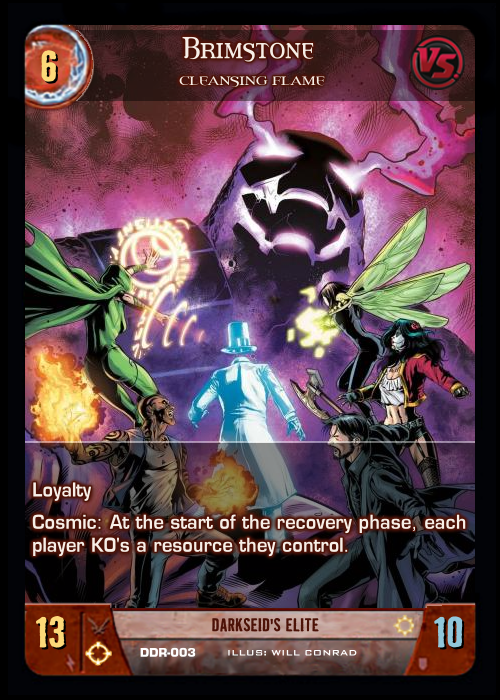 6
BRIMSTONE
VS
CLEANSING FLAME
Loyalty
Cosmic: At the start of the recovery phase, each
player KO's a resource they control.
13
DARKSEID'S ELITE
10
DDR-003 ILLUS: WILL CONRAD